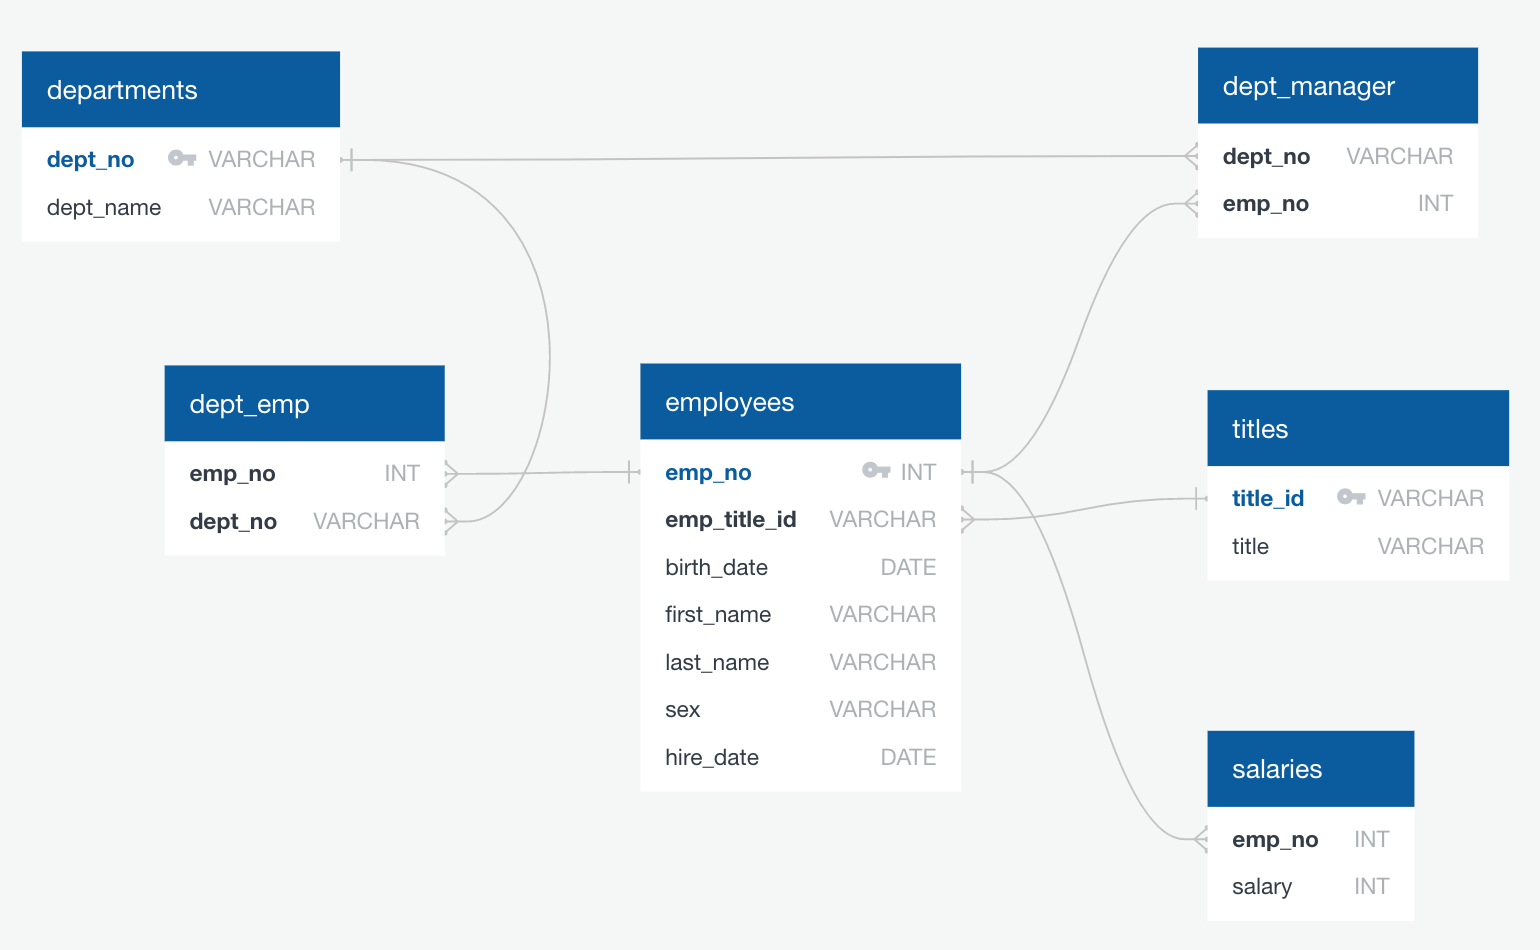 departments
dept_no VARCHAR
dept_name VARCHAR
dept_manager
dept_no VARCHAR
emp_no INT
dept_emp
emp_no INT
dept_no VARCHAR
employees
emp_no INT
emp_title_id VARCHAR
birth_date DATE
first_name VARCHAR
last_name VARCHAR
sex VARCHAR
hire_date DATE
titles
title_id VARCHAR
title VARCHAR
salaries
emp_no INT
salary INT